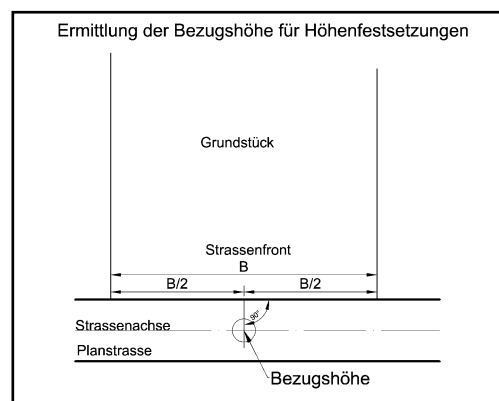 Ermittlung der Bezugshöhe für Höhenfestsetzungen
Grundstück
Strassenfront
B
B/2 B/2
90°
Strassenachse
Planstrasse
Bezugshöhe